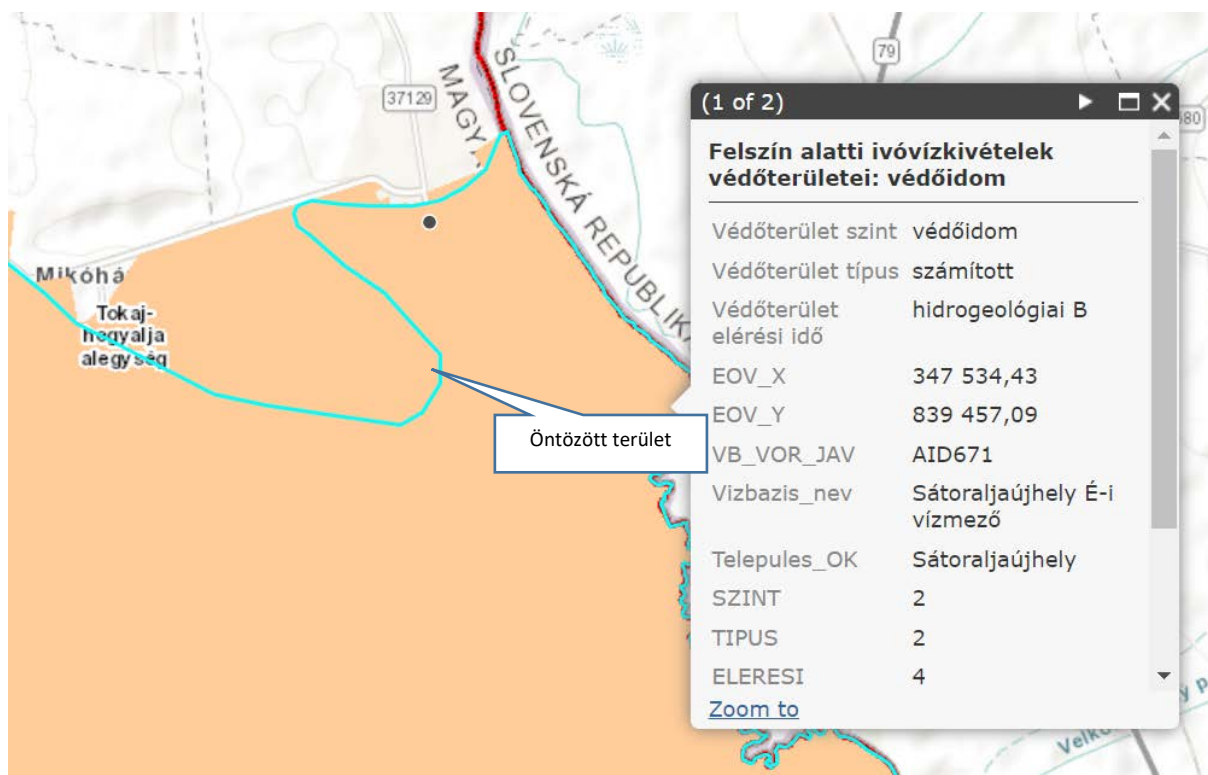 79
37129
MAGY
SLOVENSKÁ REPUBLIKA
Mikóhá
Tokaj-
hegyalja
alegység
Öntözött terület
(1 of 2)
Felszín alatti ivóvízkivételek
védőterületei: védőidom
Védőterület szint védőidom
Védőterület típus számított
Védőterület hidrogeológiai B
elérési idő
EOV_X 347 534,43
EOV_Y 839 457,09
VB_VOR_JAV AID671
Vizbazis_nev Sátoraljaújhely É-i
vízmező
Telepules_OK Sátoraljaújhely
SZINT 2
TIPUS 2
ELERESI 4
Zoom to